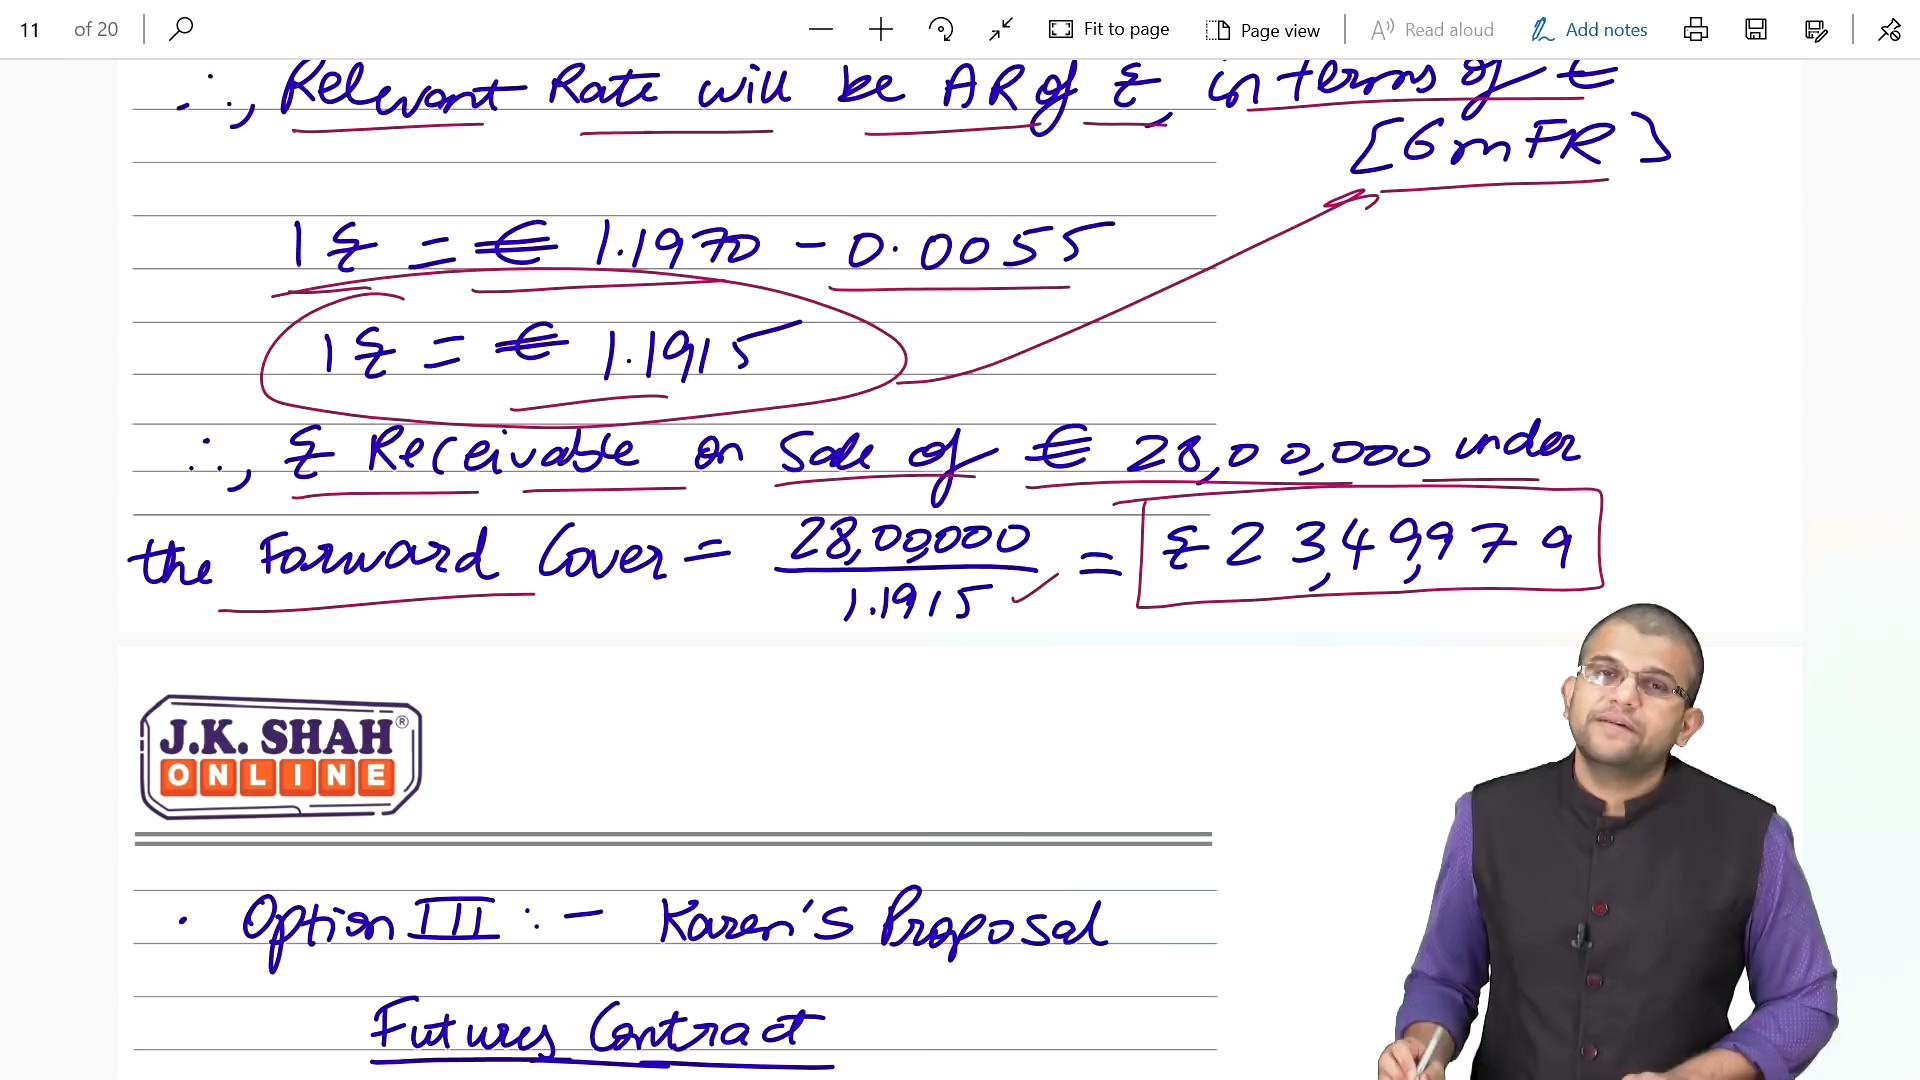 11 of 20 Fit to page Page view Read aloud Add notes
∴, Relevant Rate will be AR of £, in terms of €
[6m FR]
1 £ = € 1.1970 - 0.0055
1 £ = € 1.1915
∴, £ Receivable on Sale of € 28,00,000 under
the Forward Cover = 28,00,000 / 1.1915 = £ 23,49,979
J.K. SHAH®
ONLINE
· Option III :- Karen's Proposal
Futures Contract